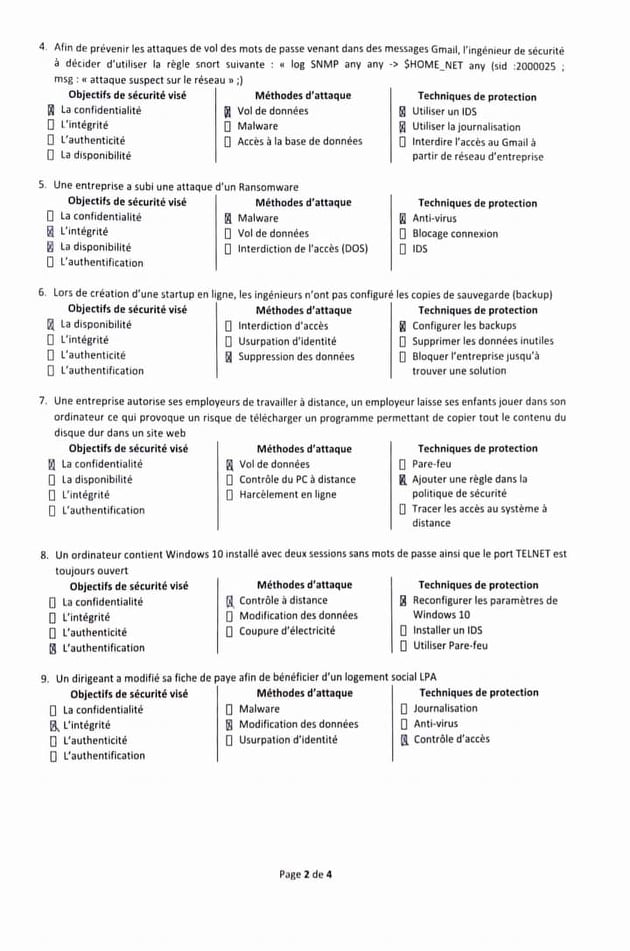 4. Afin de prévenir les attaques de vol des mots de passe venant dans des messages Gmail, l'ingénieur de sécurité
à décider d'utiliser la règle snort suivante : « log SNMP any any -> $HOME_NET any (sid :2000025 ;
msg : « attaque suspect sur le réseau » ;)
Objectifs de sécurité visé Méthodes d'attaque Techniques de protection
☒ La confidentialité ☒ Vol de données ☒ Utiliser un IDS
☐ L'intégrité ☐ Malware ☒ Utiliser la journalisation
☐ L'authenticité ☐ Accès à la base de données ☐ Interdire l'accès au Gmail à
☐ La disponibilité partir de réseau d'entreprise
5. Une entreprise a subi une attaque d'un Ransomware
Objectifs de sécurité visé Méthodes d'attaque Techniques de protection
☐ La confidentialité ☒ Malware ☒ Anti-virus
☒ L'intégrité ☐ Vol de données ☐ Blocage connexion
☒ La disponibilité ☐ Interdiction de l'accès (DOS) ☐ IDS
☐ L'authentification
6. Lors de création d'une startup en ligne, les ingénieurs n'ont pas configuré les copies de sauvegarde (backup)
Objectifs de sécurité visé Méthodes d'attaque Techniques de protection
☒ La disponibilité ☐ Interdiction d'accès ☒ Configurer les backups
☐ L'intégrité ☐ Usurpation d'identité ☐ Supprimer les données inutiles
☐ L'authenticité ☒ Suppression des données ☐ Bloquer l'entreprise jusqu'à
☐ L'authentification trouver une solution
7. Une entreprise autorise ses employeurs de travailler à distance, un employeur laisse ses enfants jouer dans son
ordinateur ce qui provoque un risque de télécharger un programme permettant de copier tout le contenu du
disque dur dans un site web
Objectifs de sécurité visé Méthodes d'attaque Techniques de protection
☒ La confidentialité ☒ Vol de données ☐ Pare-feu
☐ La disponibilité ☐ Contrôle du PC à distance ☒ Ajouter une règle dans la
☐ L'intégrité ☐ Harcèlement en ligne politique de sécurité
☐ L'authentification ☐ Tracer les accès au système à
distance
8. Un ordinateur contient Windows 10 installé avec deux sessions sans mots de passe ainsi que le port TELNET est
toujours ouvert
Objectifs de sécurité visé Méthodes d'attaque Techniques de protection
☐ La confidentialité ☒ Contrôle à distance ☒ Reconfigurer les paramètres de
☐ L'intégrité ☐ Modification des données Windows 10
☐ L'authenticité ☐ Coupure d'électricité ☐ Installer un IDS
☒ L'authentification ☐ Utiliser Pare-feu
9. Un dirigeant a modifié sa fiche de paye afin de bénéficier d'un logement social LPA
Objectifs de sécurité visé Méthodes d'attaque Techniques de protection
☐ La confidentialité ☐ Malware ☐ Journalisation
☒ L'intégrité ☒ Modification des données ☐ Anti-virus
☐ L'authenticité ☐ Usurpation d'identité ☒ Contrôle d'accès
☐ L'authentification
Page 2 de 4